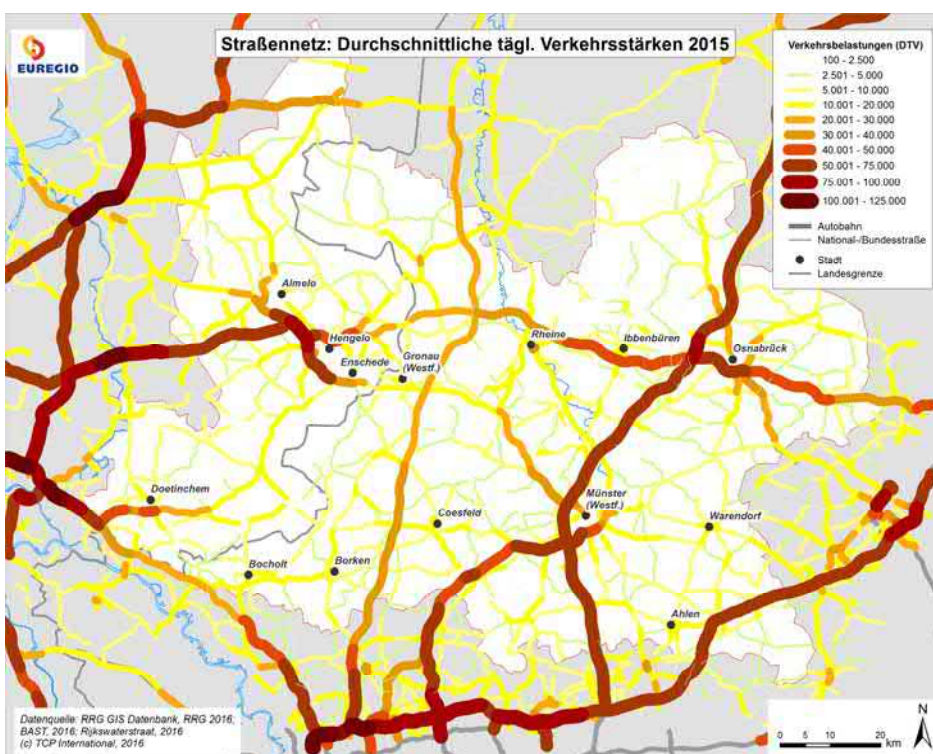 EUREGIO
Straßennetz: Durchschnittliche tägl. Verkehrsstärken 2015
Verkehrsbelastungen (DTV)
100 - 2.500
2.501 - 5.000
5.001 - 10.000
10.001 - 20.000
20.001 - 30.000
30.001 - 40.000
40.001 - 50.000
50.001 - 75.000
75.001 - 100.000
100.001 - 125.000
Autobahn
National-/Bundesstraße
Stadt
Landesgrenze
Almelo
Hengelo
Enschede
Gronau
(Westf.)
Rheine
Ibbenbüren
Osnabrück
Doetinchem
Coesfeld
Münster
(Westf.)
Warendorf
Bocholt
Borken
Ahlen
Datenquelle: RRG GIS Datenbank, RRG 2016;
BAST, 2016; Rijkswaterstraat, 2016
(c) TCP International, 2016
N
0 5 10 20
km